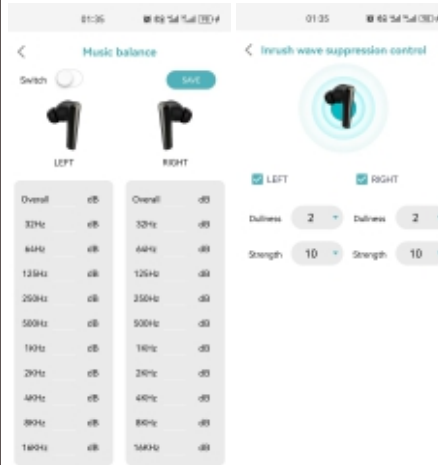 01:35
Music balance
Switch
SAVE
LEFT RIGHT
Overall dB Overall dB
32Hz dB 32Hz dB
64Hz dB 64Hz dB
125Hz dB 125Hz dB
250Hz dB 250Hz dB
500Hz dB 500Hz dB
1KHz dB 1KHz dB
2KHz dB 2KHz dB
4KHz dB 4KHz dB
8KHz dB 8KHz dB
16KHz dB 16KHz dB
01:35
Inrush wave suppression control
LEFT RIGHT
Dullness 2 Dullness 2
Strength 10 Strength 10